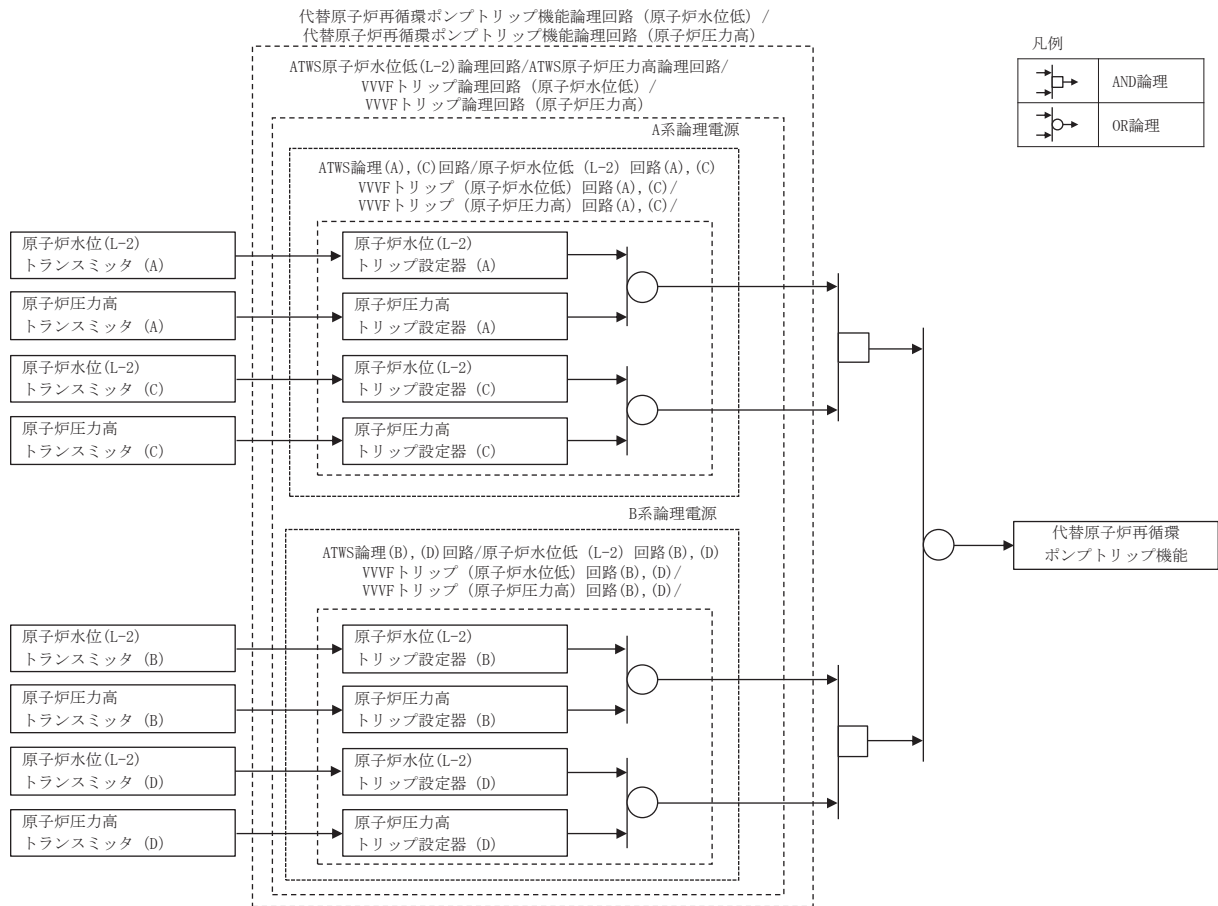 代替原子炉再循環ポンプトリップ機能論理回路 (原子炉水位低) /
代替原子炉再循環ポンプトリップ機能論理回路 (原子炉圧力高)
凡例
AND論理
OR論理
ATWS原子炉水位低(L-2)論理回路/ATWS原子炉圧力高論理回路/
VVVFトリップ論理回路 (原子炉水位低) /
VVVFトリップ論理回路 (原子炉圧力高)
A系論理電源
ATWS論理(A),(C)回路/原子炉水位低 (L-2) 回路(A),(C)
VVVFトリップ (原子炉水位低) 回路(A),(C)/
VVVFトリップ (原子炉圧力高) 回路(A),(C)/
原子炉水位(L-2)
トランスミッタ (A)
原子炉水位(L-2)
トリップ設定器 (A)
原子炉圧力高
トランスミッタ (A)
原子炉圧力高
トリップ設定器 (A)
原子炉水位(L-2)
トランスミッタ (C)
原子炉水位(L-2)
トリップ設定器 (C)
原子炉圧力高
トランスミッタ (C)
原子炉圧力高
トリップ設定器 (C)
B系論理電源
ATWS論理(B),(D)回路/原子炉水位低 (L-2) 回路(B),(D)
VVVFトリップ (原子炉水位低) 回路(B),(D)/
VVVFトリップ (原子炉圧力高) 回路(B),(D)/
代替原子炉再循環
ポンプトリップ機能
原子炉水位(L-2)
トランスミッタ (B)
原子炉水位(L-2)
トリップ設定器 (B)
原子炉圧力高
トランスミッタ (B)
原子炉圧力高
トリップ設定器 (B)
原子炉水位(L-2)
トランスミッタ (D)
原子炉水位(L-2)
トリップ設定器 (D)
原子炉圧力高
トランスミッタ (D)
原子炉圧力高
トリップ設定器 (D)